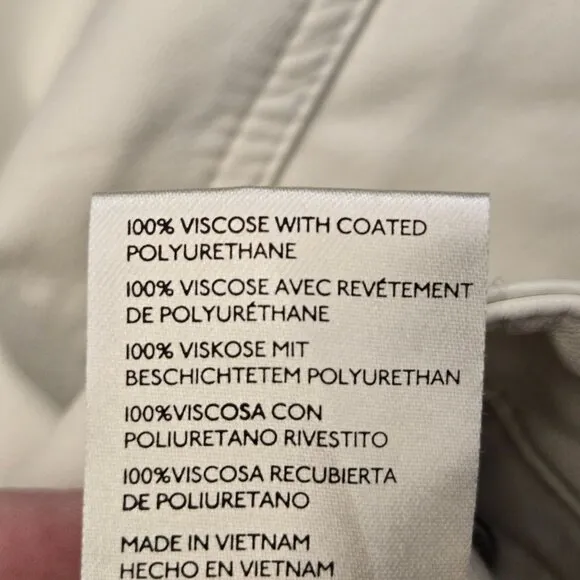 100% VISCOSE WITH COATED
POLYURETHANE
100% VISCOSE AVEC REVÉTEMENT
DE POLYURÉTHANE
100% VISKOSE MIT
BESCHICHTETEM POLYURETHAN
100%VISCOSA CON
POLIURETANO RIVESTITO
100%VISCOSA RECUBIERTA
DE POLIURETANO
MADE IN VIETNAM
HECHO EN VIETNAM